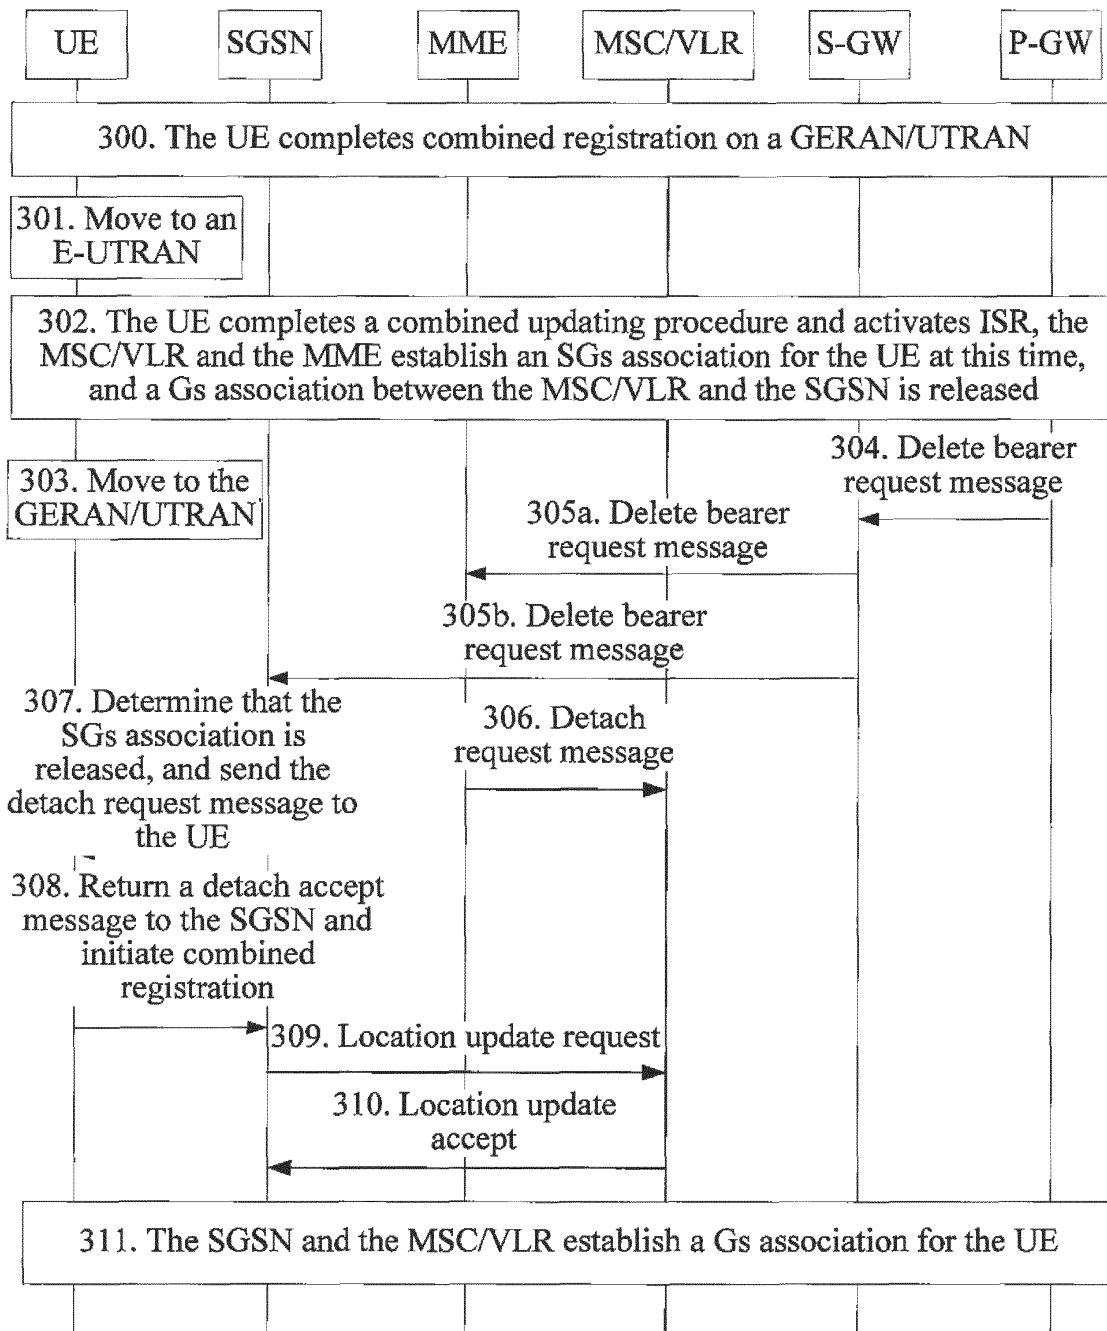 UE SGSN MME MSC/VLR S-GW P-GW
300. The UE completes combined registration on a GERAN/UTRAN
301. Move to an
E-UTRAN
302. The UE completes a combined updating procedure and activates ISR, the
MSC/VLR and the MME establish an SGs association for the UE at this time,
and a Gs association between the MSC/VLR and the SGSN is released
303. Move to the
GERAN/UTRAN
304. Delete bearer
request message
305a. Delete bearer
request message
305b. Delete bearer
request message
306. Detach
request message
307. Determine that the
SGs association is
released, and send the
detach request message to
the UE
308. Return a detach accept
message to the SGSN and
initiate combined
registration
309. Location update request
310. Location update
accept
311. The SGSN and the MSC/VLR establish a Gs association for the UE